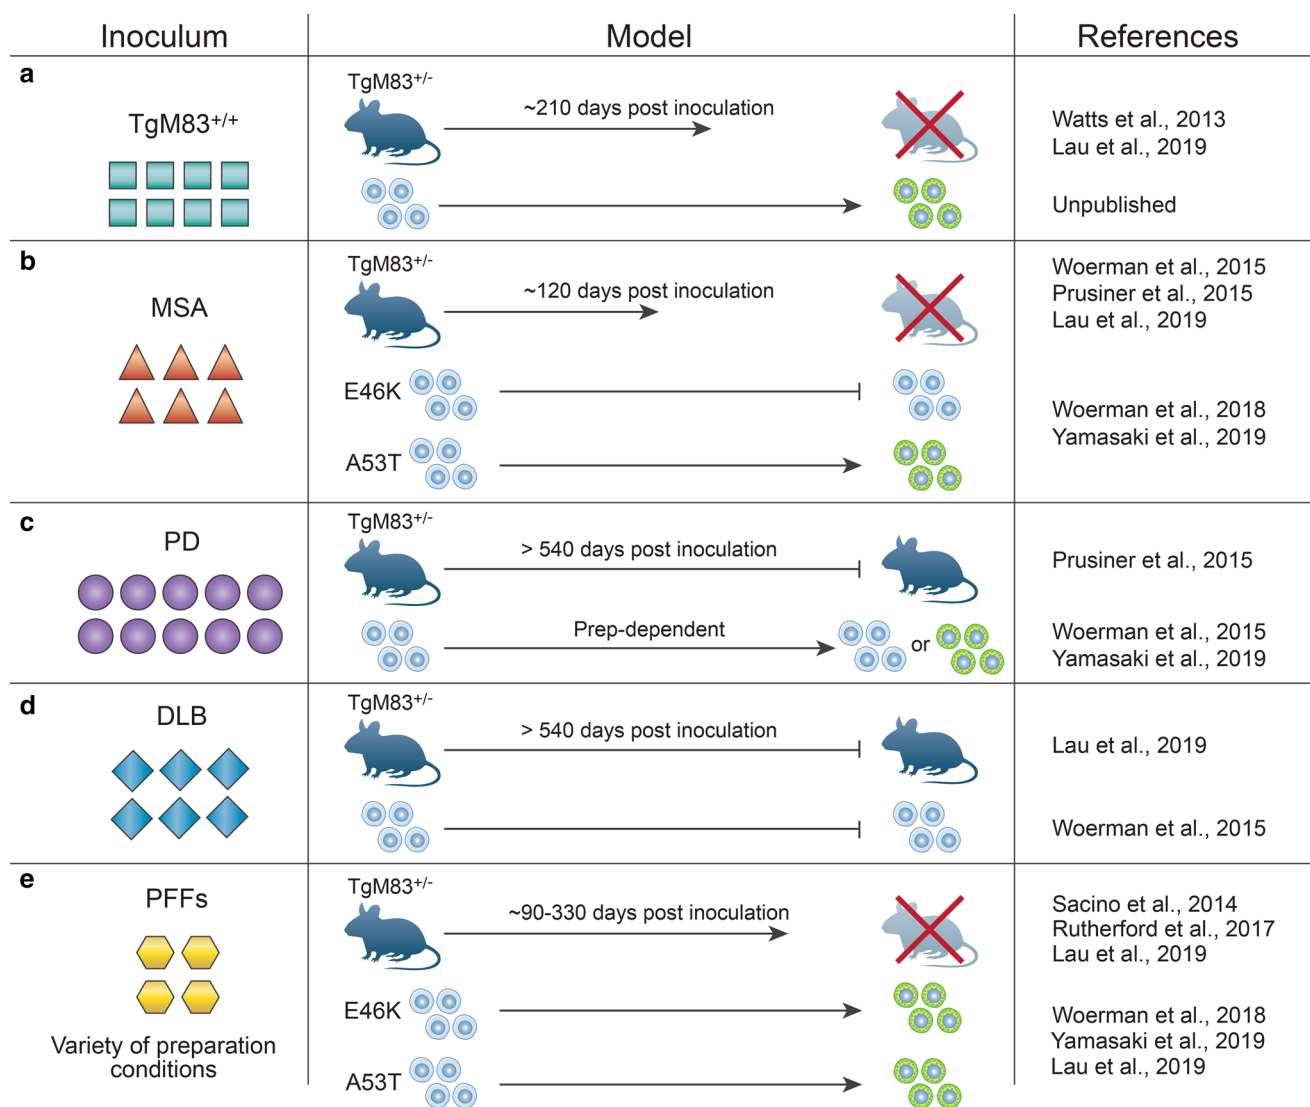 Inoculum
Model
References
a
TgM83+/+
TgM83+/-
~210 days post inoculation
Watts et al., 2013
Lau et al., 2019
Unpublished
b
MSA
TgM83+/-
~120 days post inoculation
Woerman et al., 2015
Prusiner et al., 2015
Lau et al., 2019
E46K
A53T
Woerman et al., 2018
Yamasaki et al., 2019
c
PD
TgM83+/-
> 540 days post inoculation
Prusiner et al., 2015
Prep-dependent
or
Woerman et al., 2015
Yamasaki et al., 2019
d
DLB
TgM83+/-
> 540 days post inoculation
Lau et al., 2019
Woerman et al., 2015
e
PFFs
Variety of preparation
conditions
TgM83+/-
~90-330 days post inoculation
Sacino et al., 2014
Rutherford et al., 2017
Lau et al., 2019
E46K
A53T
Woerman et al., 2018
Yamasaki et al., 2019
Lau et al., 2019